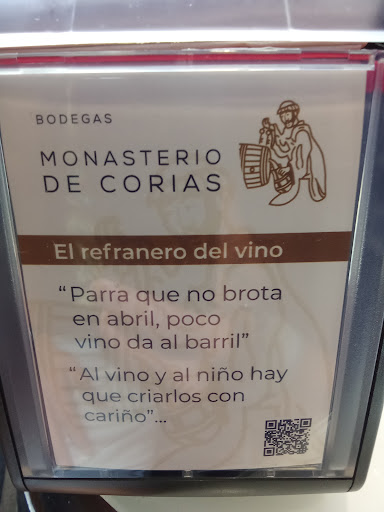 BODEGAS
MONASTERIO
DE CORIAS
El refranero del vino
“Parra que no brota
en abril, poco
vino da al barril”
“Al vino y al niño hay
que criarlos con
cariño”...